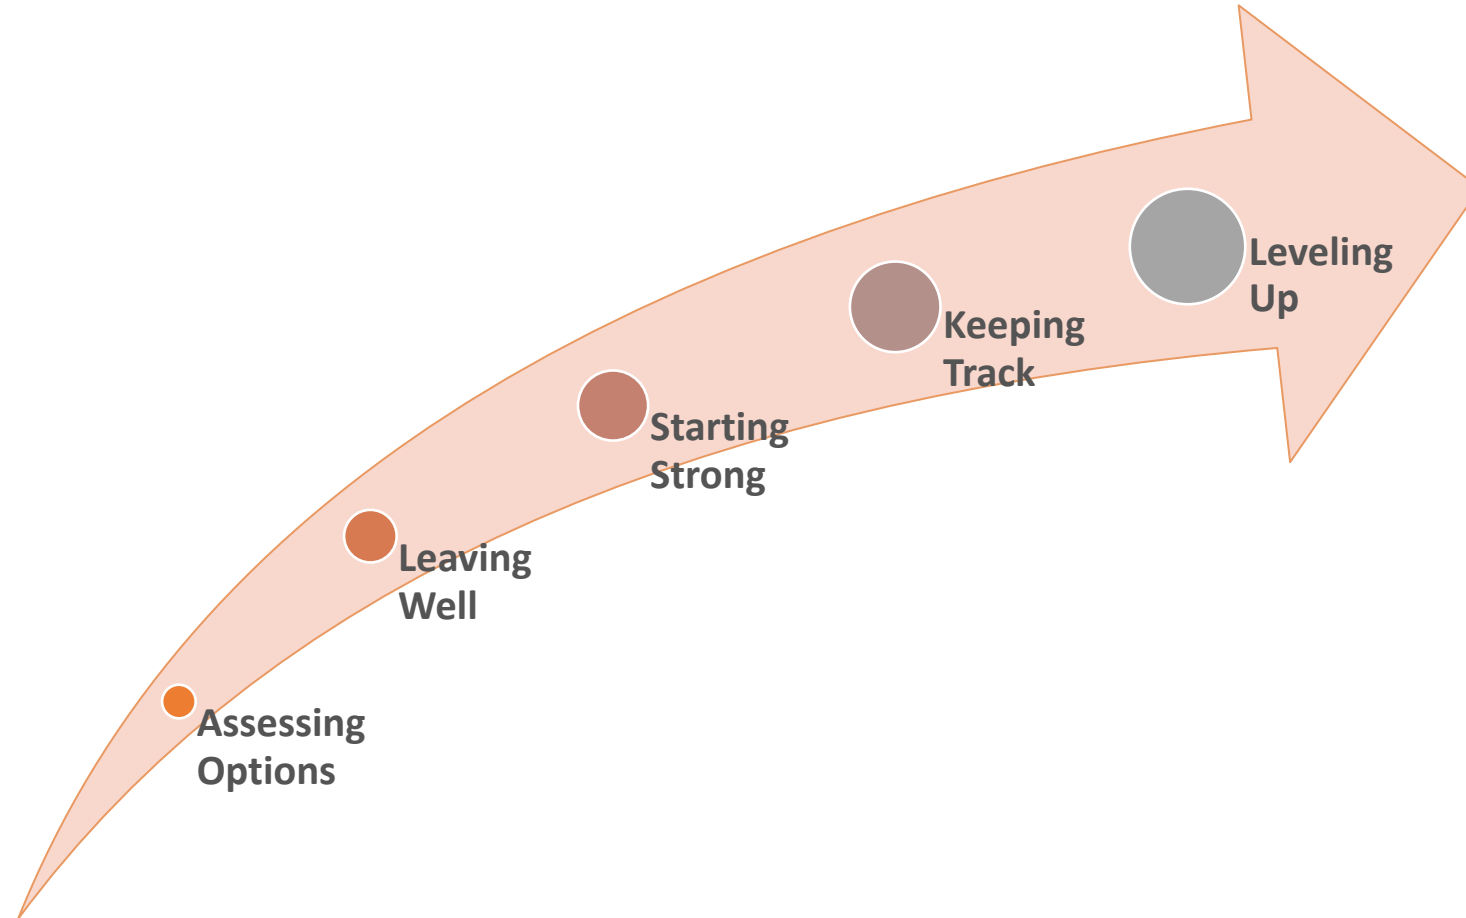 Leveling
Up
Keeping
Track
Starting
Strong
Leaving
Well
Assessing
Options